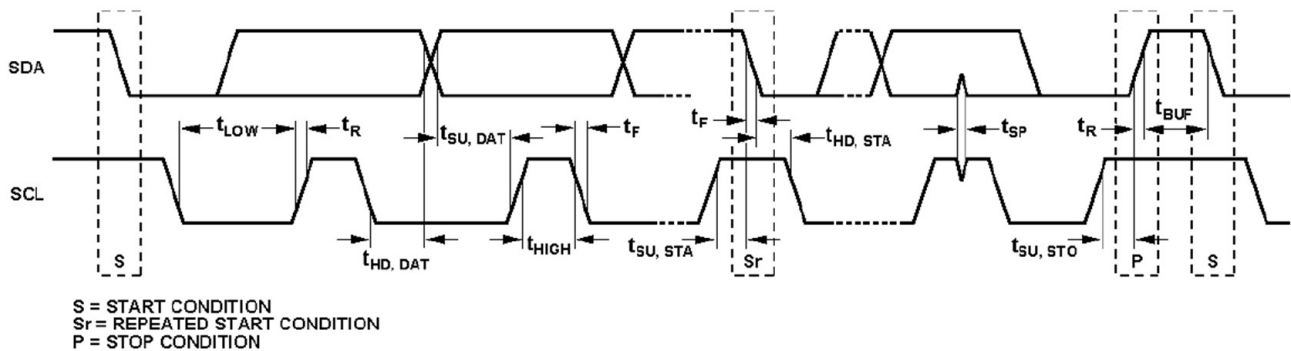 SDA
tLOW tR tSU, DAT tF tF tHD, STA tSP tR tBUF
SCL
S tHD, DAT tHIGH tSU, STA Sr tSU, STO P S
S = START CONDITION
Sr = REPEATED START CONDITION
P = STOP CONDITION